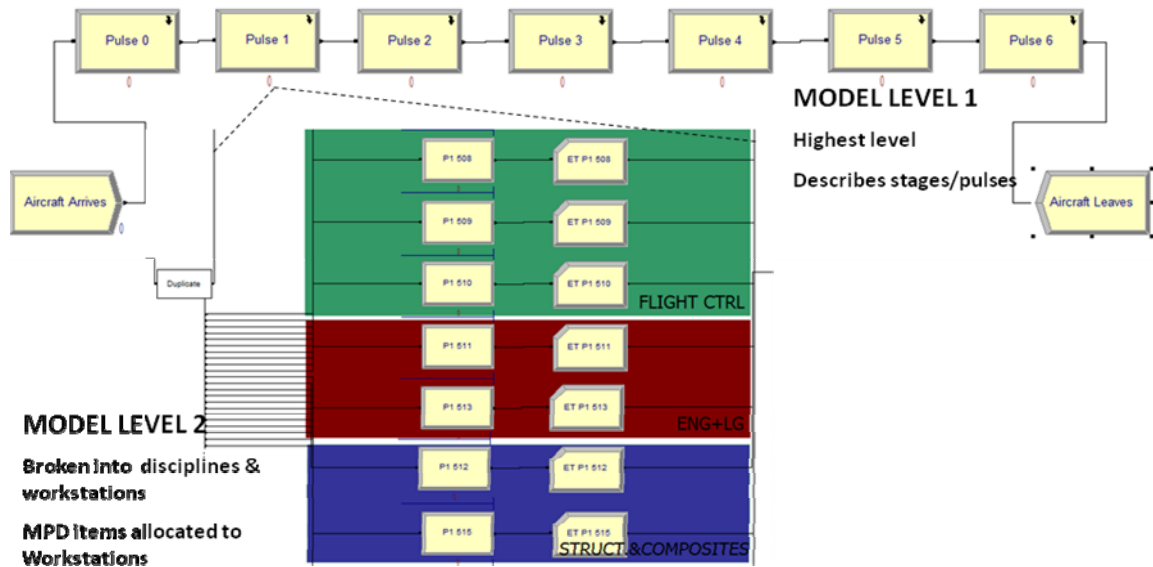 Pulse 0
Pulse 1
Pulse 2
Pulse 3
Pulse 4
Pulse 5
Pulse 6
0
0
0
0
0
0
0
MODEL LEVEL 1
Highest level
Describes stages/pulses
Aircraft Arrives
0
Aircraft Leaves
P1 508
ET P1 508
P1 509
ET P1 509
Duplicate
P1 510
ET P1 510
FLIGHT CTRL
P1 511
ET P1 511
P1 513
ET P1 513
ENG+LG
MODEL LEVEL 2
Broken into disciplines &
workstations
MPD items allocated to
Workstations
P1 512
ET P1 512
P1 515
ET P1 515
STRUCT.&COMPOSITES